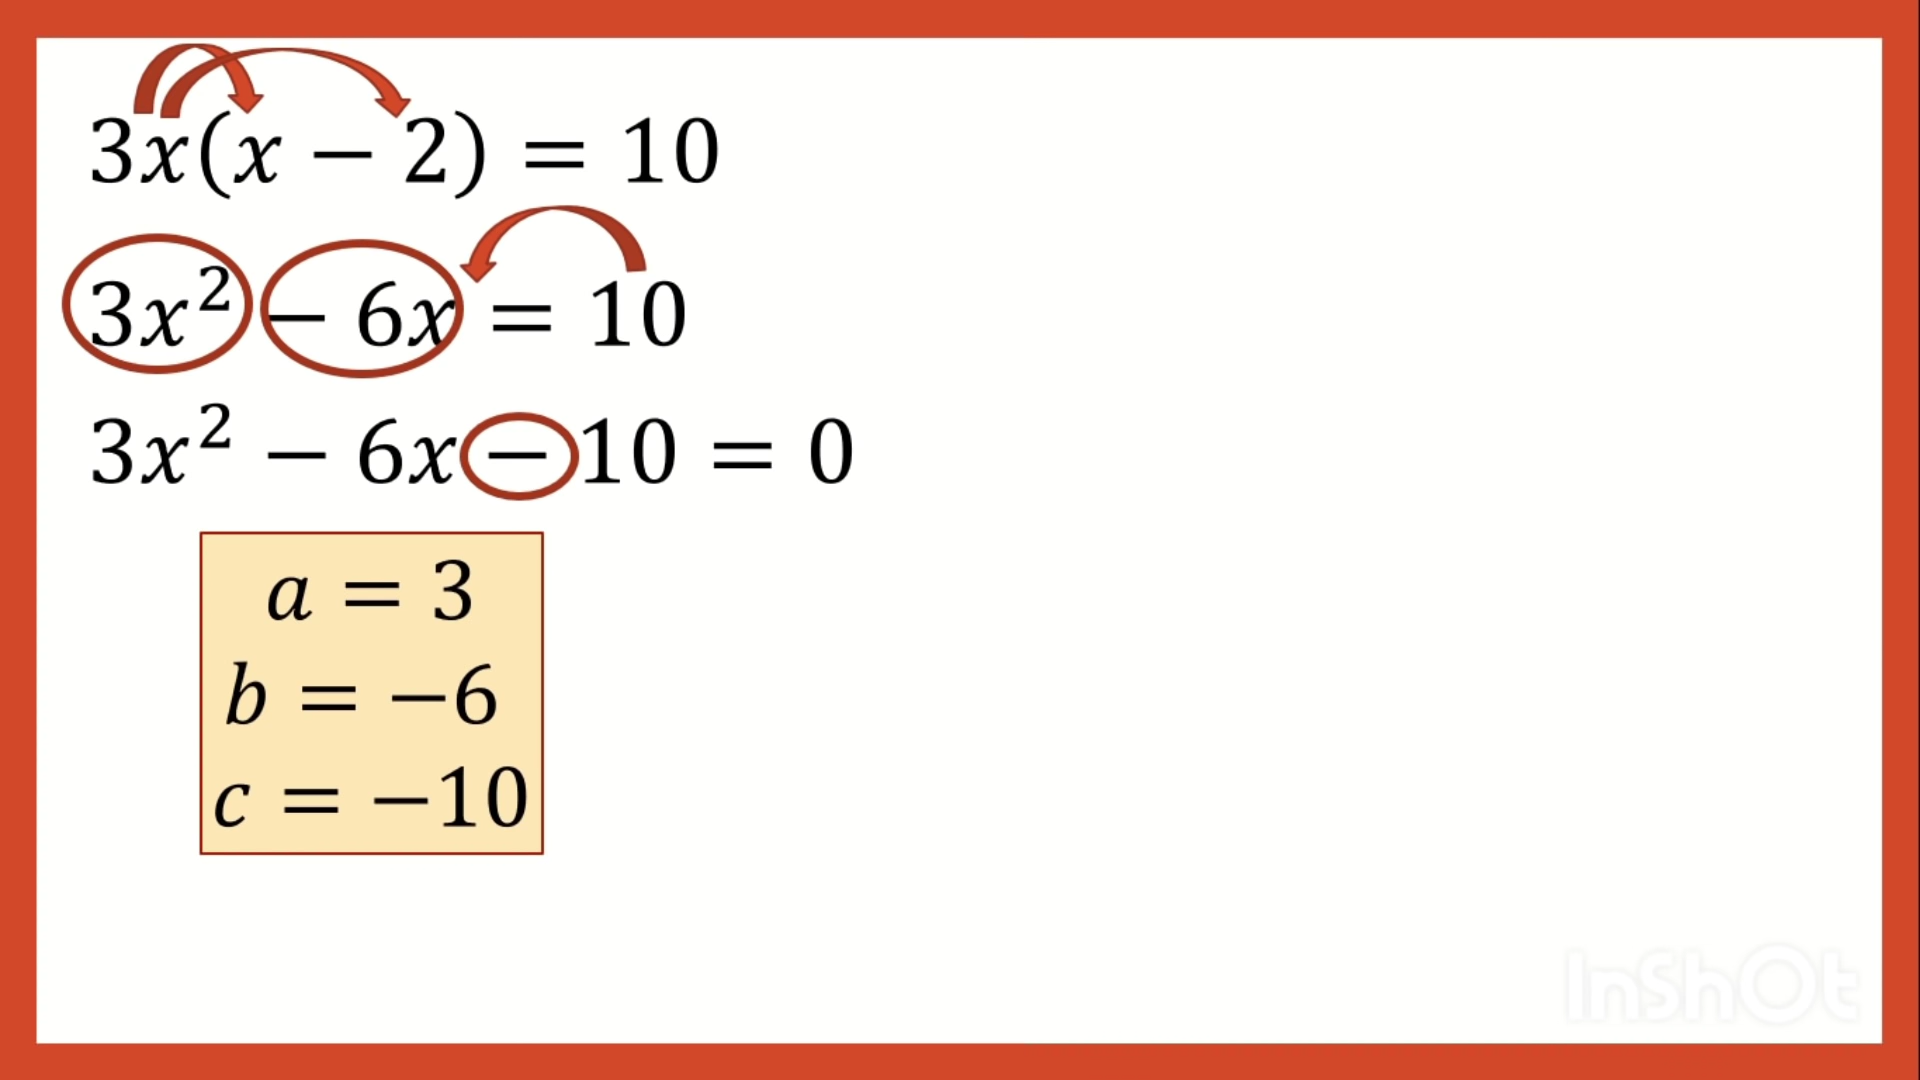 3x(x − 2) = 10
3x² − 6x = 10
3x² − 6x − 10 = 0
a = 3
b = −6
c = −10
InShOt